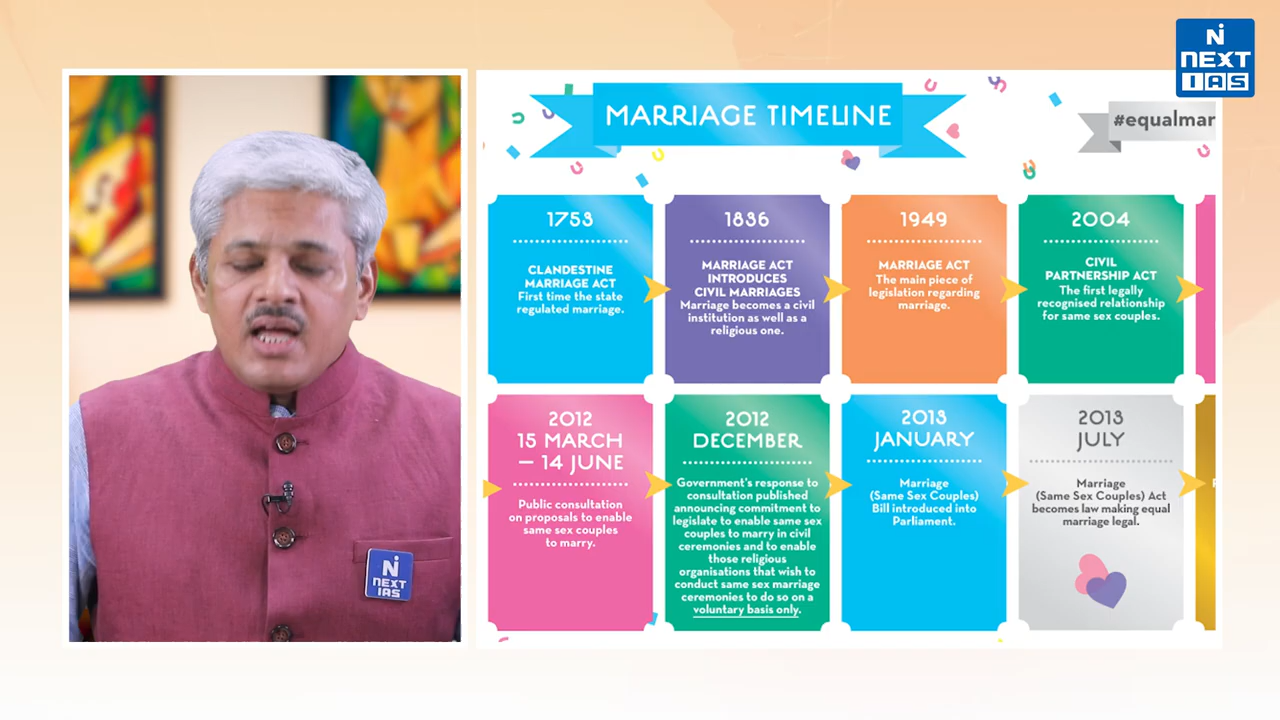 NEXT
IAS
MARRIAGE TIMELINE
#equalmar
1753
CLANDESTINE
MARRIAGE ACT
First time the state
regulated marriage.
1836
MARRIAGE ACT
INTRODUCES
CIVIL MARRIAGES
Marriage becomes a civil
institution as well as a
religious one.
1949
MARRIAGE ACT
The main piece of
legislation regarding
marriage.
2004
CIVIL
PARTNERSHIP ACT
The first legally
recognised relationship
for same sex couples.
2012
15 MARCH
– 14 JUNE
Public consultation
on proposals to enable
same sex couples
to marry.
2012
DECEMBER
Government's response to
consultation published
announcing commitment to
legislate to enable same sex
couples to marry in civil
ceremonies and to enable
those religious
organisations that wish to
conduct same sex marriage
ceremonies to do so on a
voluntary basis only.
2013
JANUARY
Marriage
(Same Sex Couples)
Bill introduced into
Parliament.
2013
JULY
Marriage
(Same Sex Couples) Act
becomes law making equal
marriage legal.
NEXT
IAS